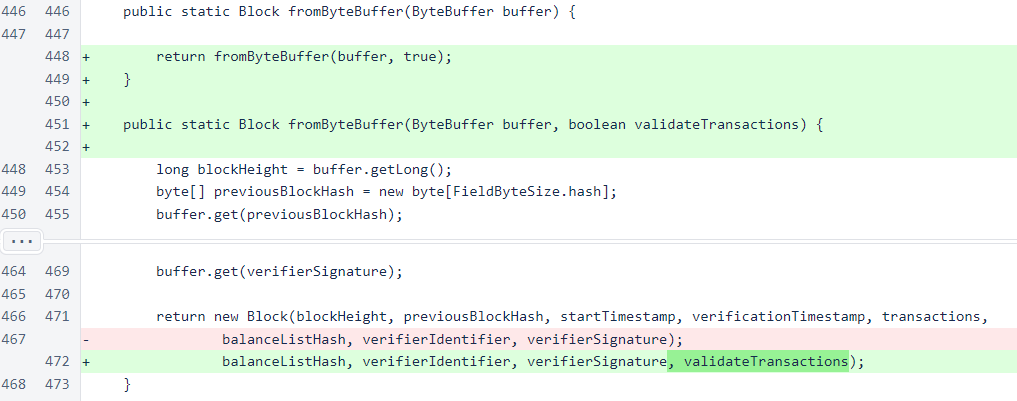 446 446 public static Block fromByteBuffer(ByteBuffer buffer) {
447 447
448 + return fromByteBuffer(buffer, true);
449 + }
450 +
451 + public static Block fromByteBuffer(ByteBuffer buffer, boolean validateTransactions) {
452 +
448 453 long blockHeight = buffer.getLong();
449 454 byte[] previousBlockHash = new byte[FieldByteSize.hash];
450 455 buffer.get(previousBlockHash);
...
464 469 buffer.get(verifierSignature);
465 470
466 471 return new Block(blockHeight, previousBlockHash, startTimestamp, verificationTimestamp, transactions,
467 - balanceListHash, verifierIdentifier, verifierSignature);
472 + balanceListHash, verifierIdentifier, verifierSignature, validateTransactions);
468 473 }